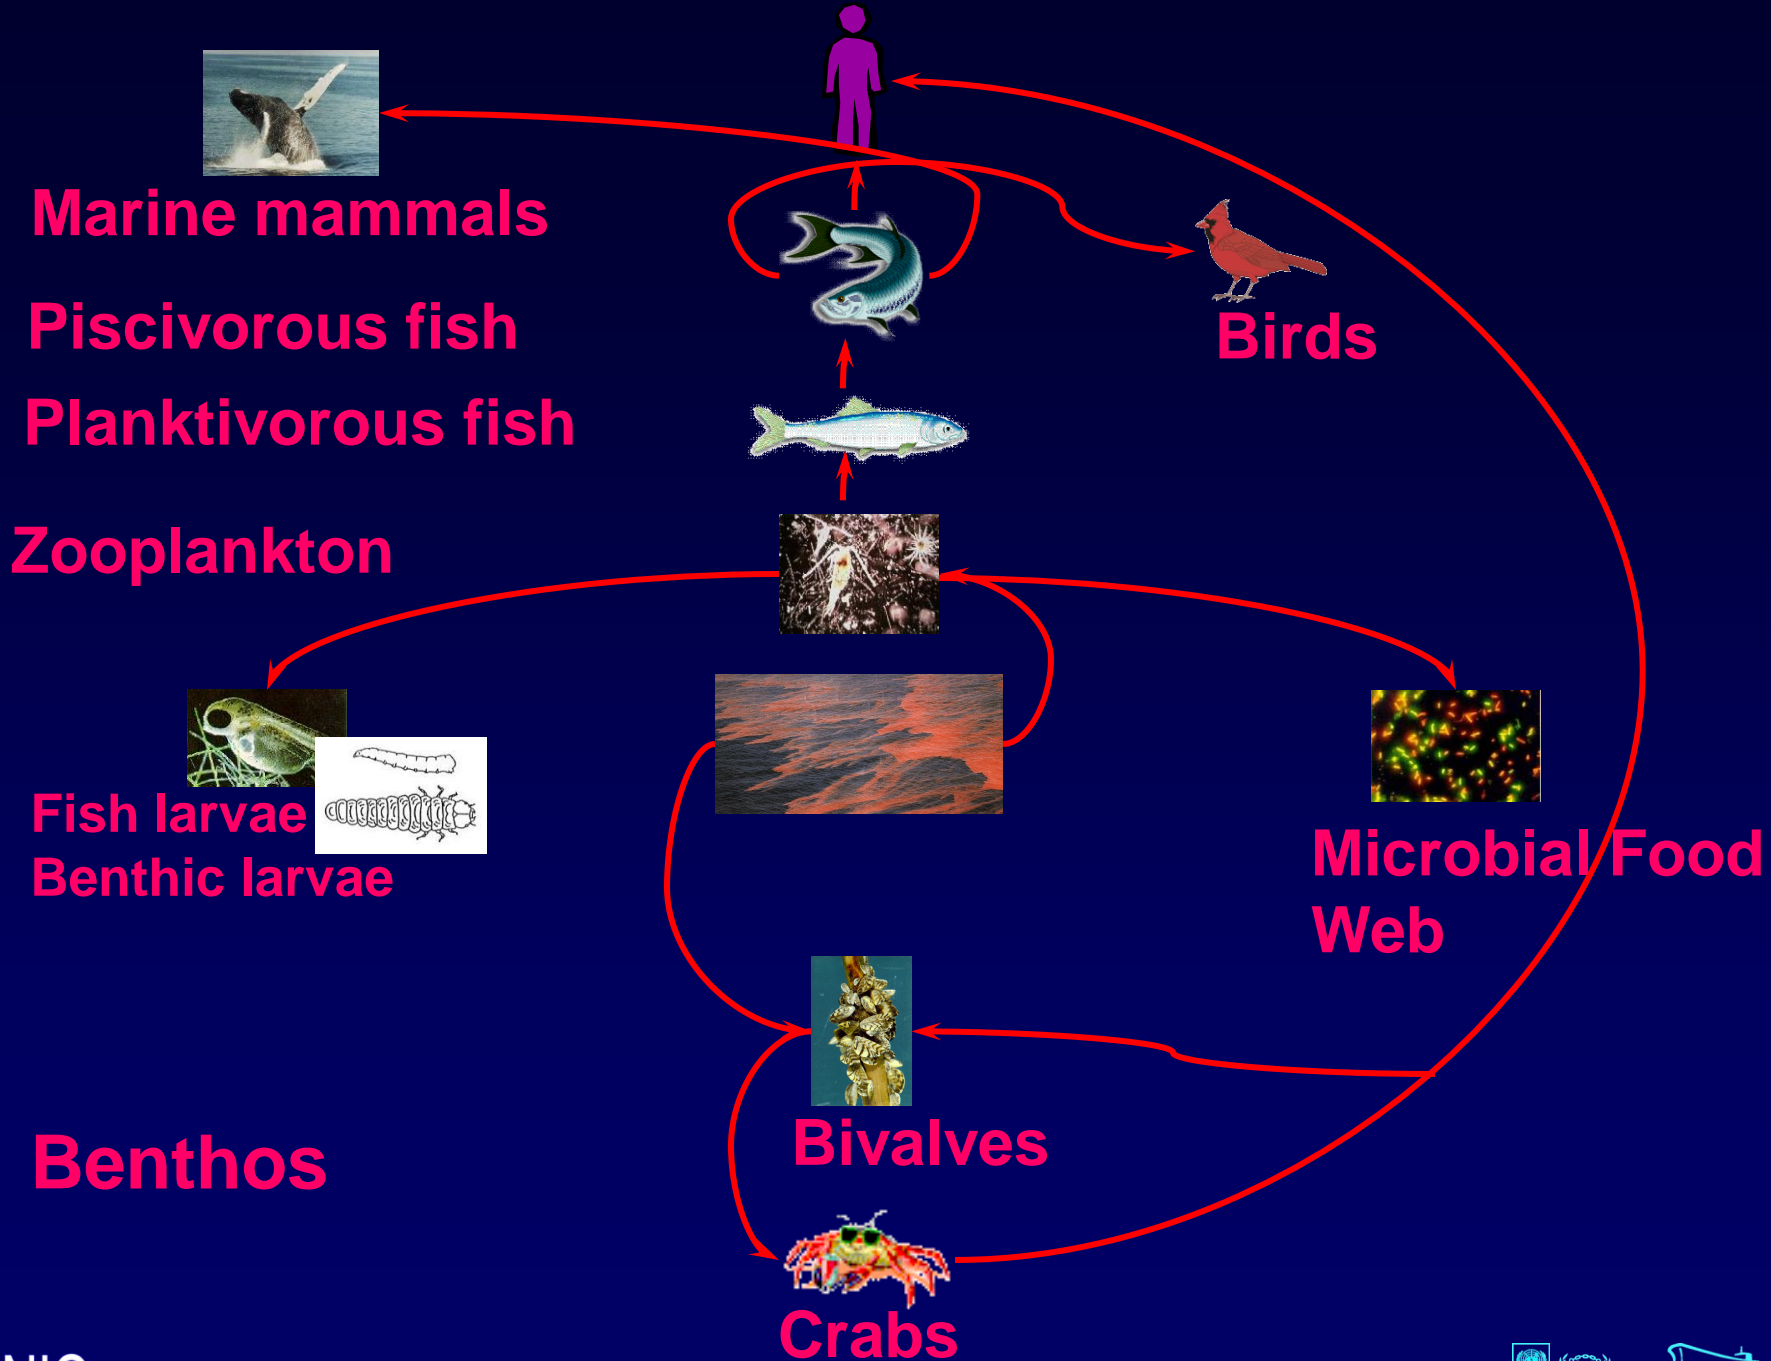 Marine mammals
Piscivorous fish
Birds
Planktivorous fish
Zooplankton
Fish larvae
Benthic larvae
Microbial Food
Web
Bivalves
Benthos
Crabs